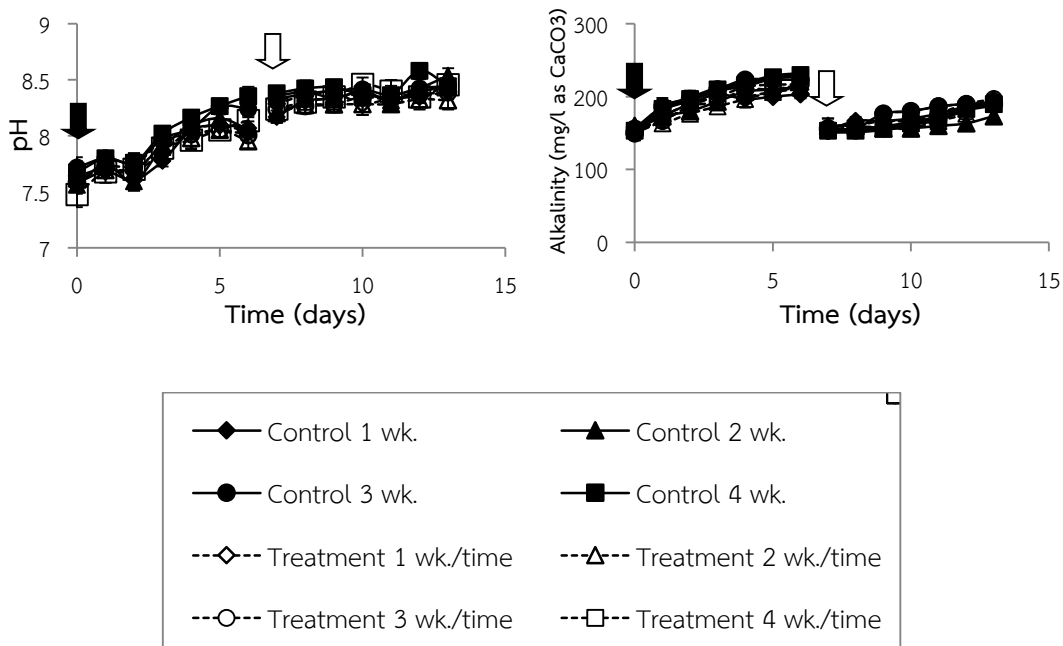 pH
9
8.5
8
7.5
7
0 5 10 15
Time (days)
Alkalinity (mg/l as CaCO3)
300
200
100
0
0 5 10 15
Time (days)
Control 1 wk. Control 2 wk.
Control 3 wk. Control 4 wk.
Treatment 1 wk./time Treatment 2 wk./time
Treatment 3 wk./time Treatment 4 wk./time